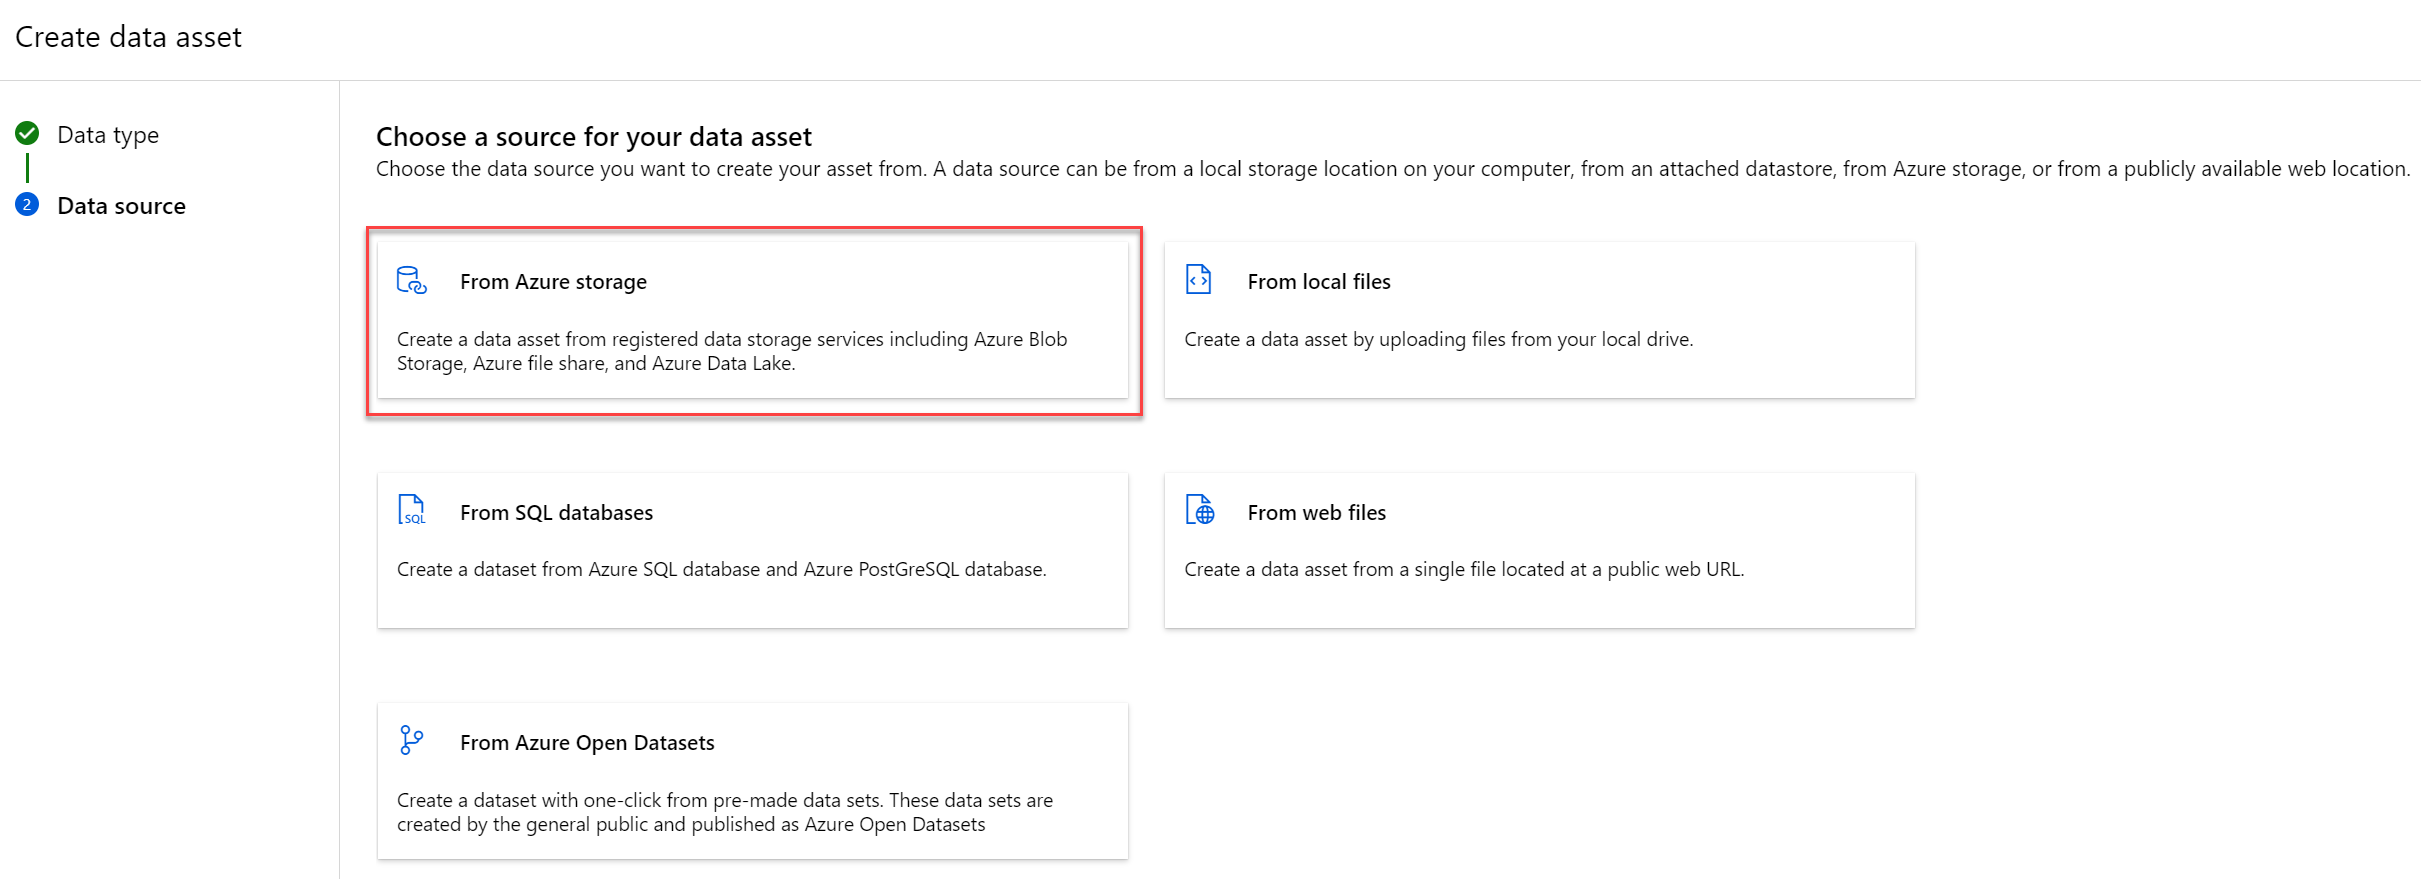 Create data asset
Data type
2
Data source
Choose a source for your data asset
Choose the data source you want to create your asset from. A data source can be from a local storage location on your computer, from an attached datastore, from Azure storage, or from a publicly available web location.
From Azure storage
Create a data asset from registered data storage services including Azure Blob
Storage, Azure file share, and Azure Data Lake.
From local files
Create a data asset by uploading files from your local drive.
SQL
From SQL databases
Create a dataset from Azure SQL database and Azure PostGreSQL database.
From web files
Create a data asset from a single file located at a public web URL.
From Azure Open Datasets
Create a dataset with one-click from pre-made data sets. These data sets are
created by the general public and published as Azure Open Datasets